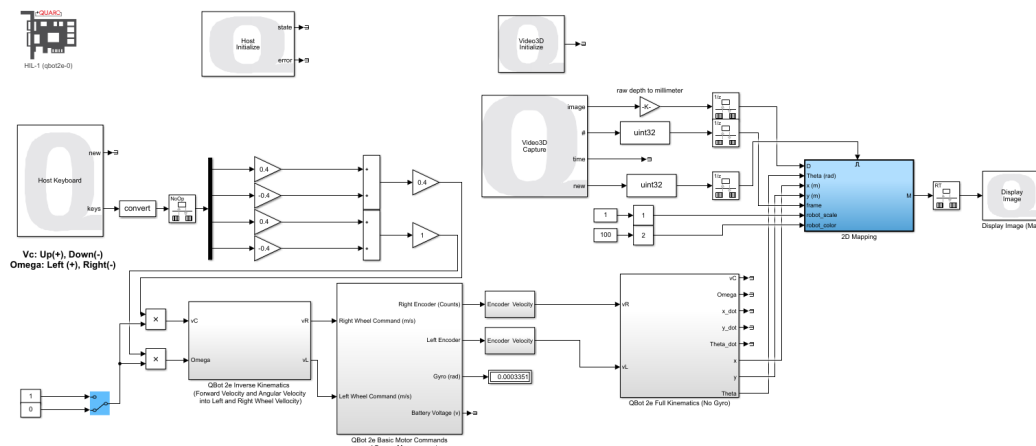 QUARC
HIL-1 (qbot2e-0)
Host
Initialize
state
error
Video3D
Initialize
raw depth to millimeter
Video3D
Capture
image
#
time
new
-K-
uint32
uint32
1/z
1/z
1/z
D
Theta (rad)
x (m)
y (m)
frame
robot_scale
robot_color
M
2D Mapping
RT
Display
Image
1
1
100
2
Host Keyboard
new
keys
convert
NoOp
0.4
-0.4
0.4
-0.4
+
+
+
+
0.4
1
Vc: Up(+), Down(-)
Omega: Left (+), Right(-)
×
×
1
0
vC
Omega
vR
vL
QBot 2e Inverse Kinematics
(Forward Velocity and Angular Velocity
into Left and Right Wheel Vellocity)
Right Wheel Command (m/s)
Left Wheel Command (m/s)
Right Encoder (Counts)
Left Encoder
Gyro (rad)
Battery Voltage (v)
QBot 2e Basic Motor Commands
Encoder Velocity
Encoder Velocity
0.0003351
vR
vL
vC
Omega
x_dot
y_dot
Theta_dot
x
y
Theta
QBot 2e Full Kinematics (No Gyro)